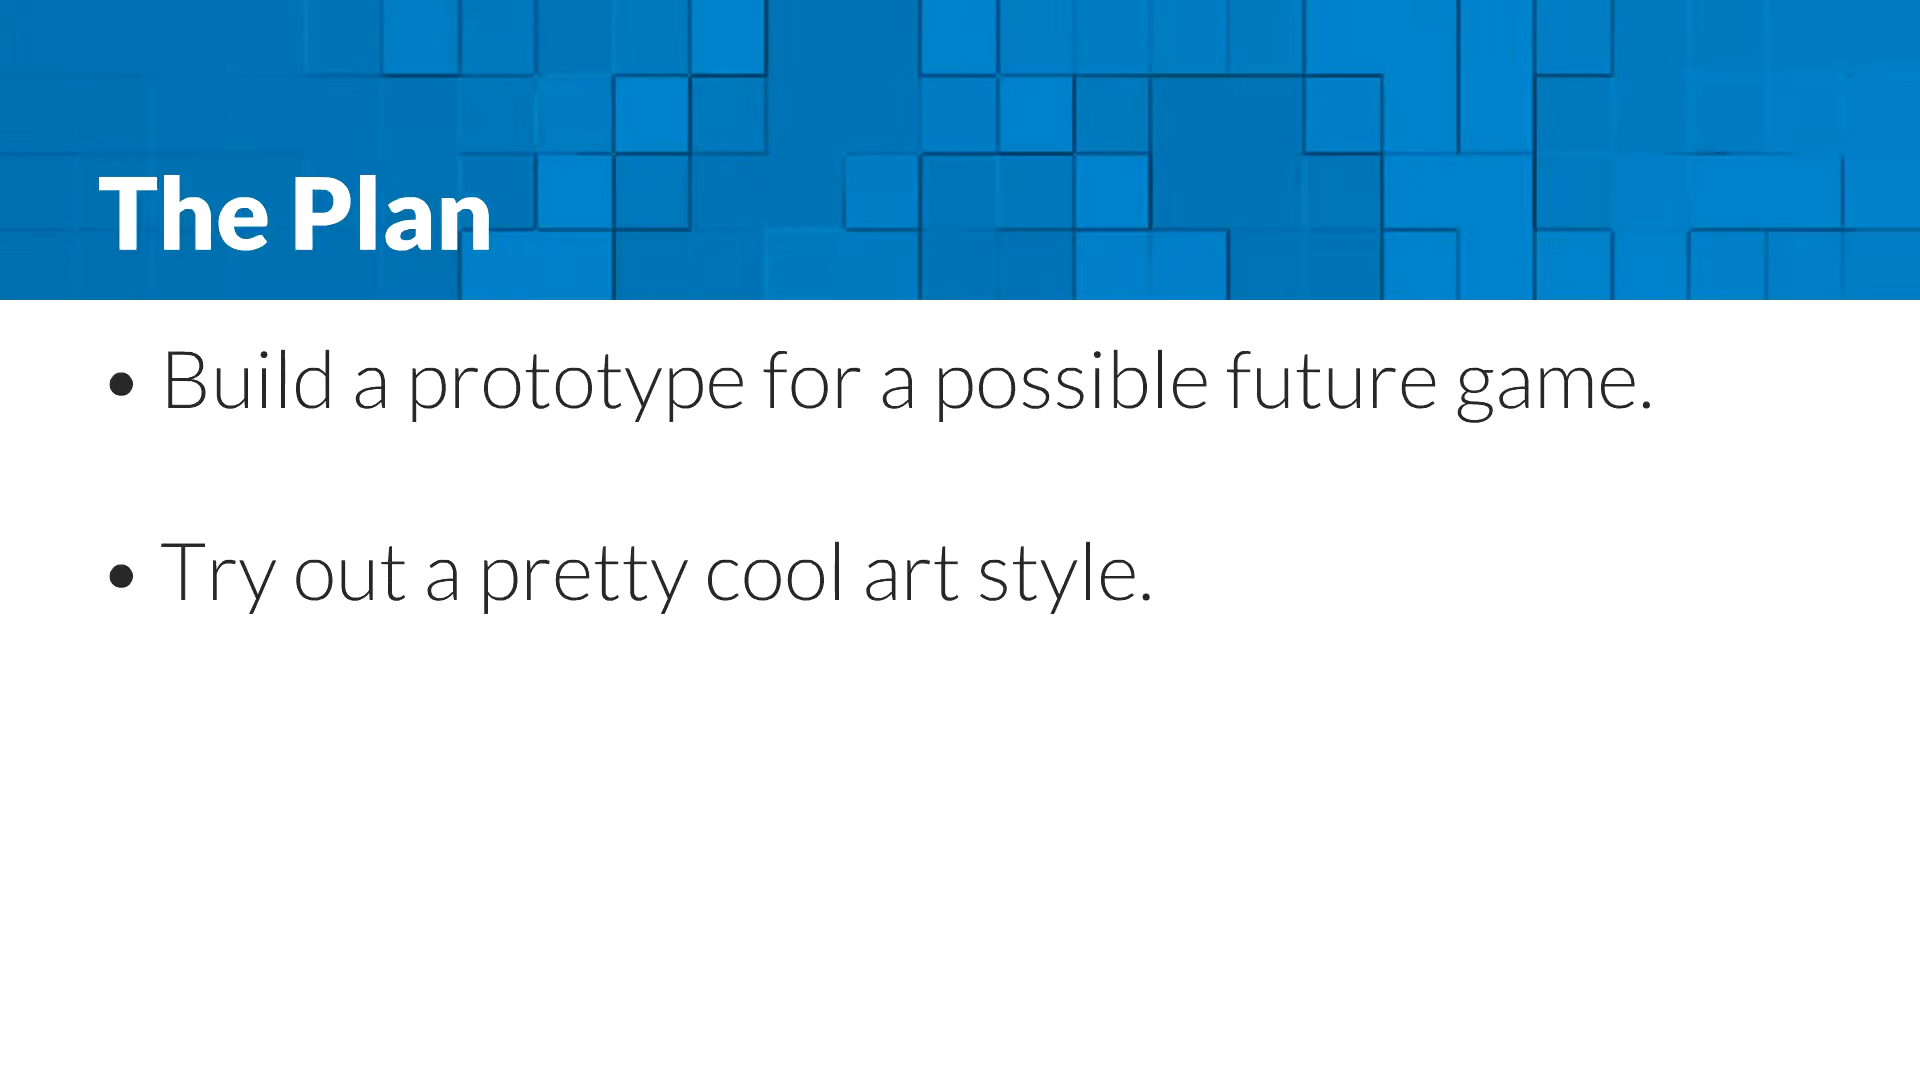 The Plan
• Build a prototype for a possible future game.
• Try out a pretty cool art style.